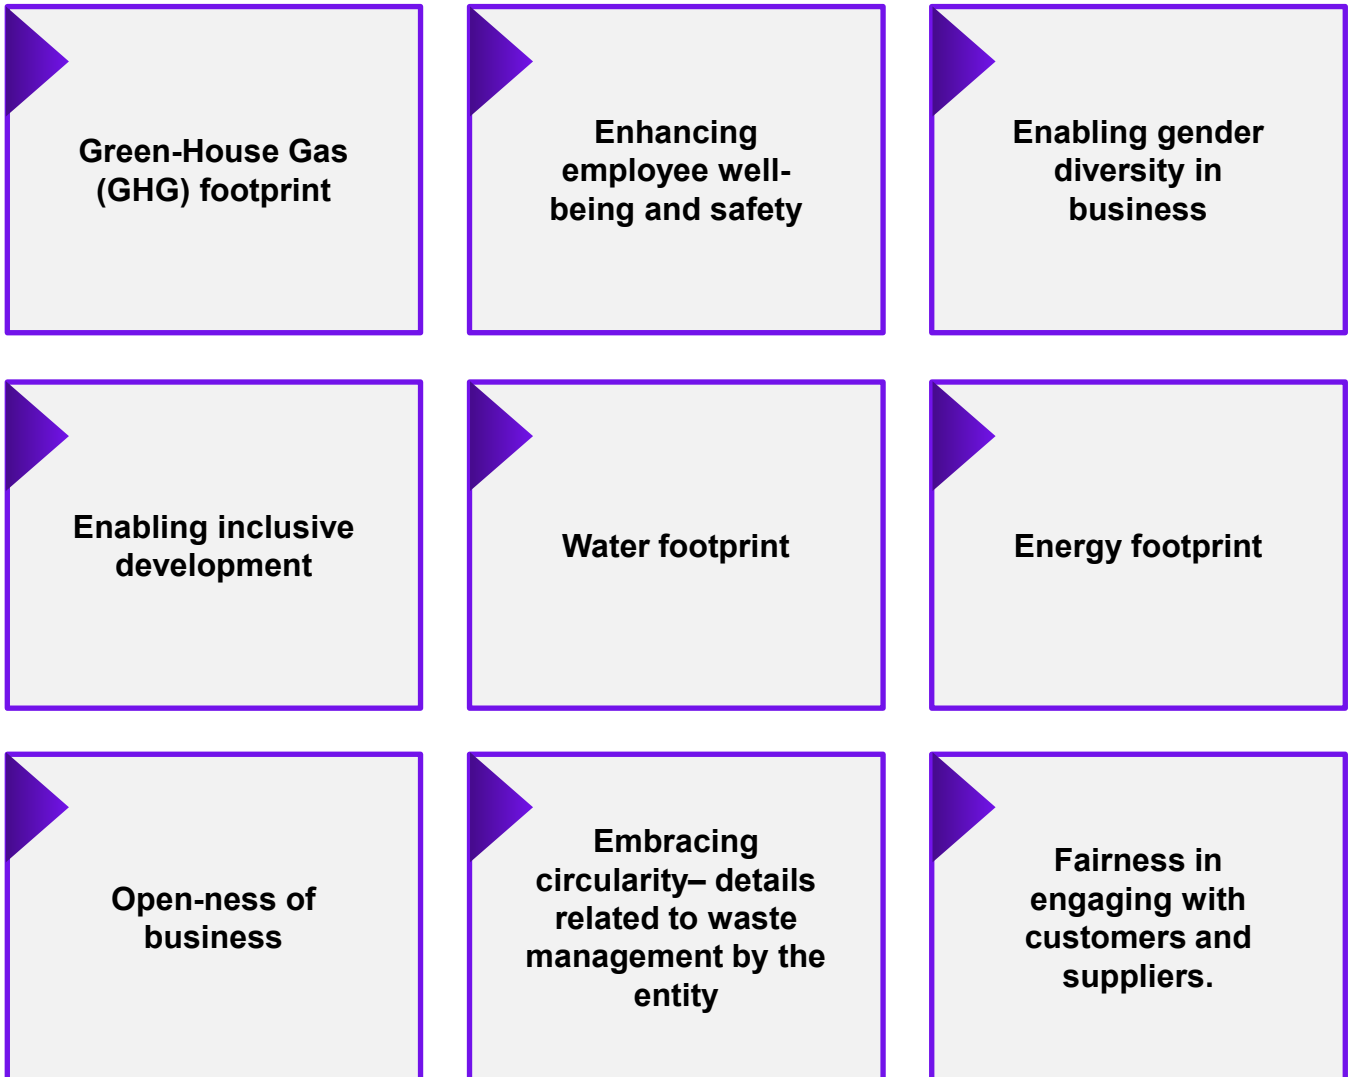 Green-House Gas
(GHG) footprint
Enhancing
employee well-
being and safety
Enabling gender
diversity in
business
Enabling inclusive
development
Water footprint
Energy footprint
Open-ness of
business
Embracing
circularity– details
related to waste
management by the
entity
Fairness in
engaging with
customers and
suppliers.